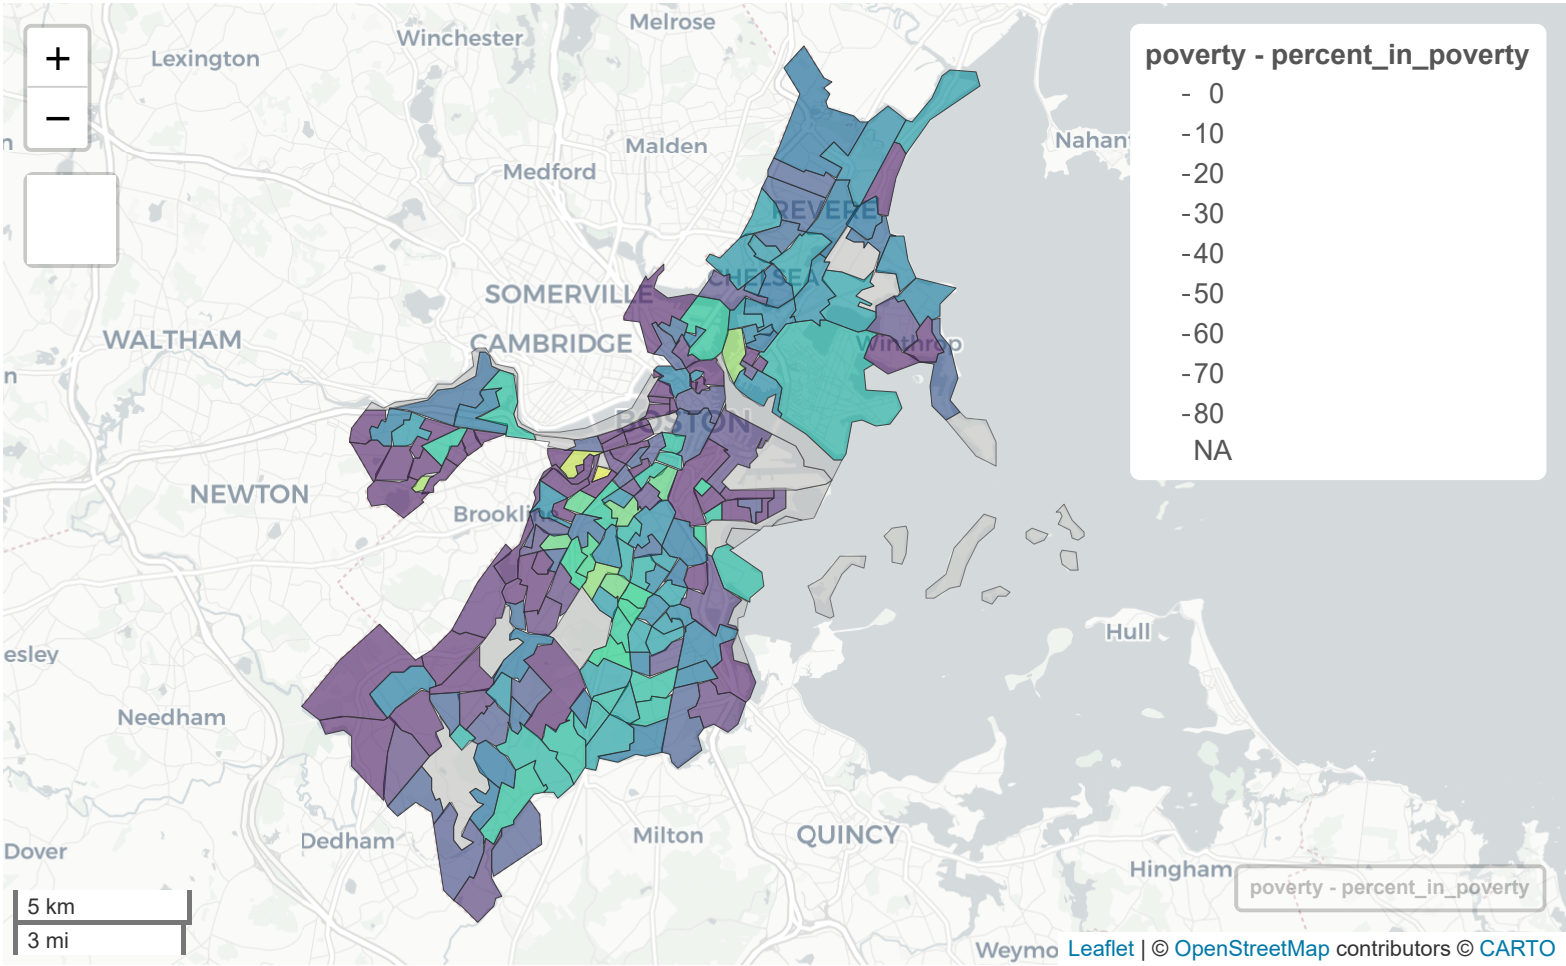 +
−
Lexington
Winchester
Melrose
Malden
Medford
Nahan
REVERE
CHELSEA
SOMERVILLE
CAMBRIDGE
Winthrop
WALTHAM
BOSTON
NEWTON
Brookline
n
n
esley
Needham
Hull
Dedham
Milton
QUINCY
Dover
Hingham
Weymo
poverty - percent_in_poverty
- 0
-10
-20
-30
-40
-50
-60
-70
-80
NA
poverty - percent_in_poverty
5 km
3 mi
Leaflet | © OpenStreetMap contributors © CARTO